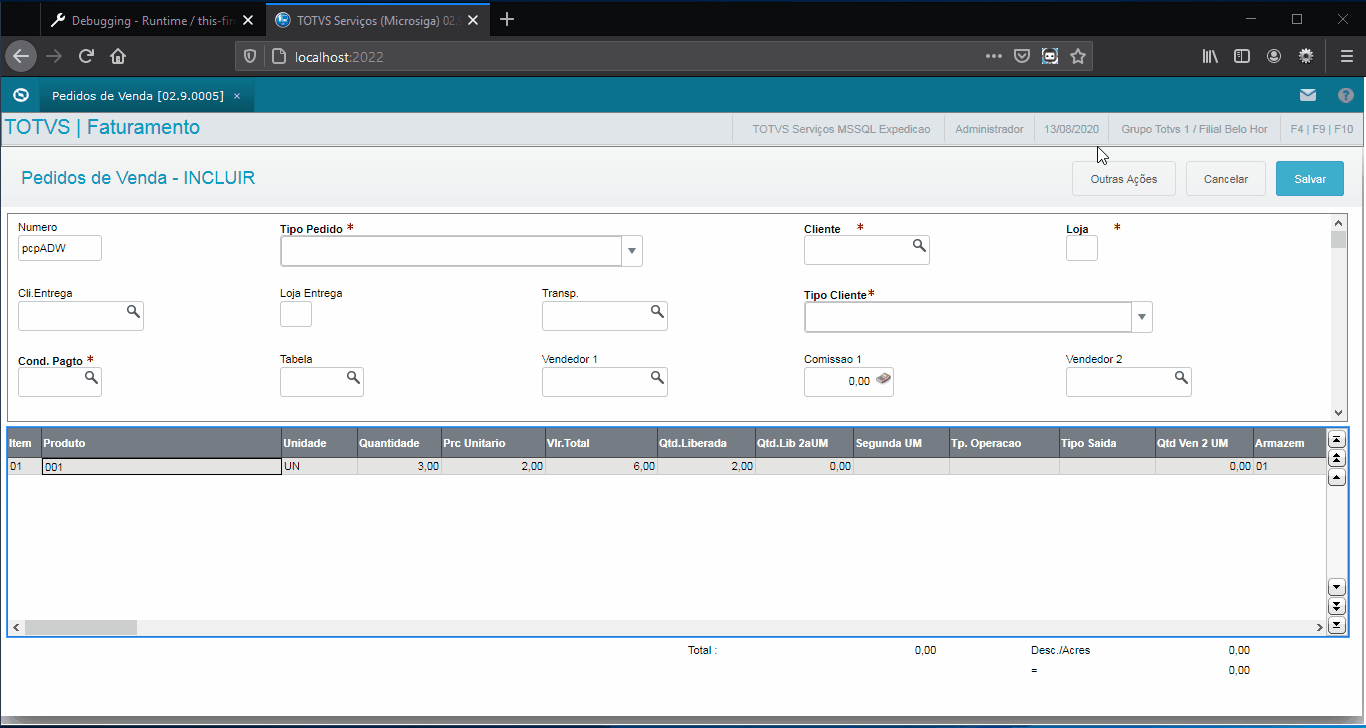 Debugging - Runtime / this-fir
TOTVS Serviços (Microsiga) 02.9
localhost:2022
Pedidos de Venda [02.9.0005] ×
TOTVS | Faturamento
TOTVS Serviços MSSQL Expedicao
Administrador
13/08/2020
Grupo Totvs 1 / Filial Belo Hor
F4 | F9 | F10
Pedidos de Venda - INCLUIR
Outras Ações
Cancelar
Salvar
Numero
Tipo Pedido *
Cliente *
Loja *
pcpADW
Cli.Entrega
Loja Entrega
Transp.
Tipo Cliente*
Cond. Pagto *
Tabela
Vendedor 1
Comissao 1
Vendedor 2
0,00
Item Produto Unidade Quantidade Prc Unitario Vlr.Total Qtd.Liberada Qtd.Lib 2aUM Segunda UM Tp. Operacao Tipo Saida Qtd Ven 2 UM Armazem
01 001 UN 3,00 2,00 6,00 2,00 0,00 0,00 01
Total : 0,00 Desc./Acres 0,00
= 0,00